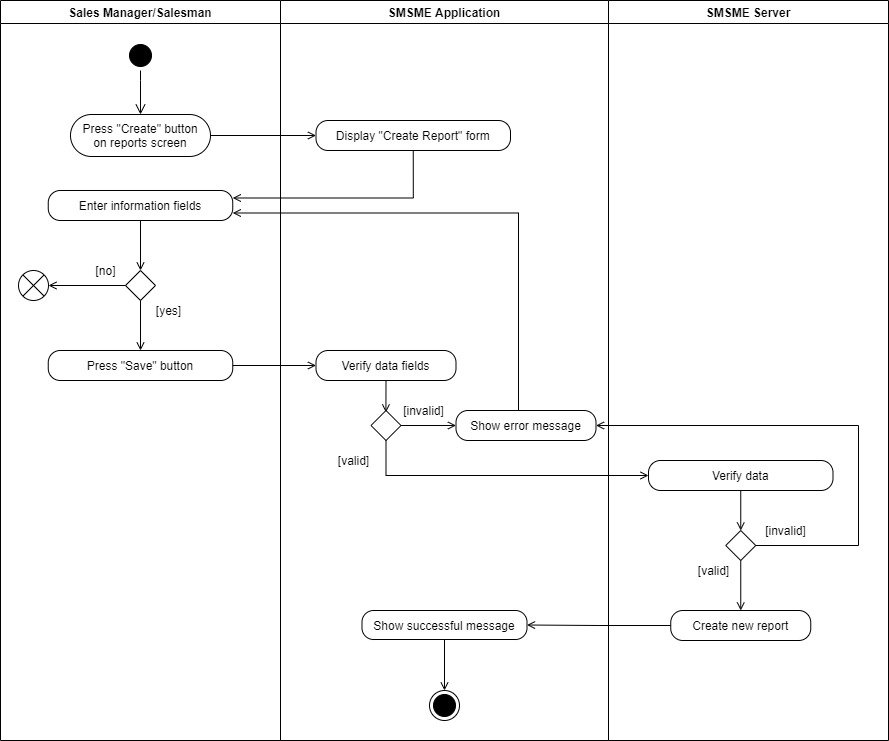 Sales Manager/Salesman
SMSME Application
SMSME Server
Press "Create" button
on reports screen
Display "Create Report" form
Enter information fields
[no]
[yes]
Press "Save" button
Verify data fields
[invalid]
Show error message
[valid]
Verify data
[invalid]
[valid]
Show successful message
Create new report